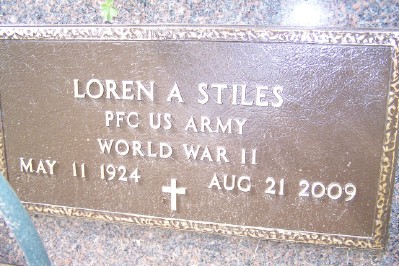 LOREN A STILES
PFC US ARMY
WORLD WAR II
MAY 11 1924 AUG 21 2009